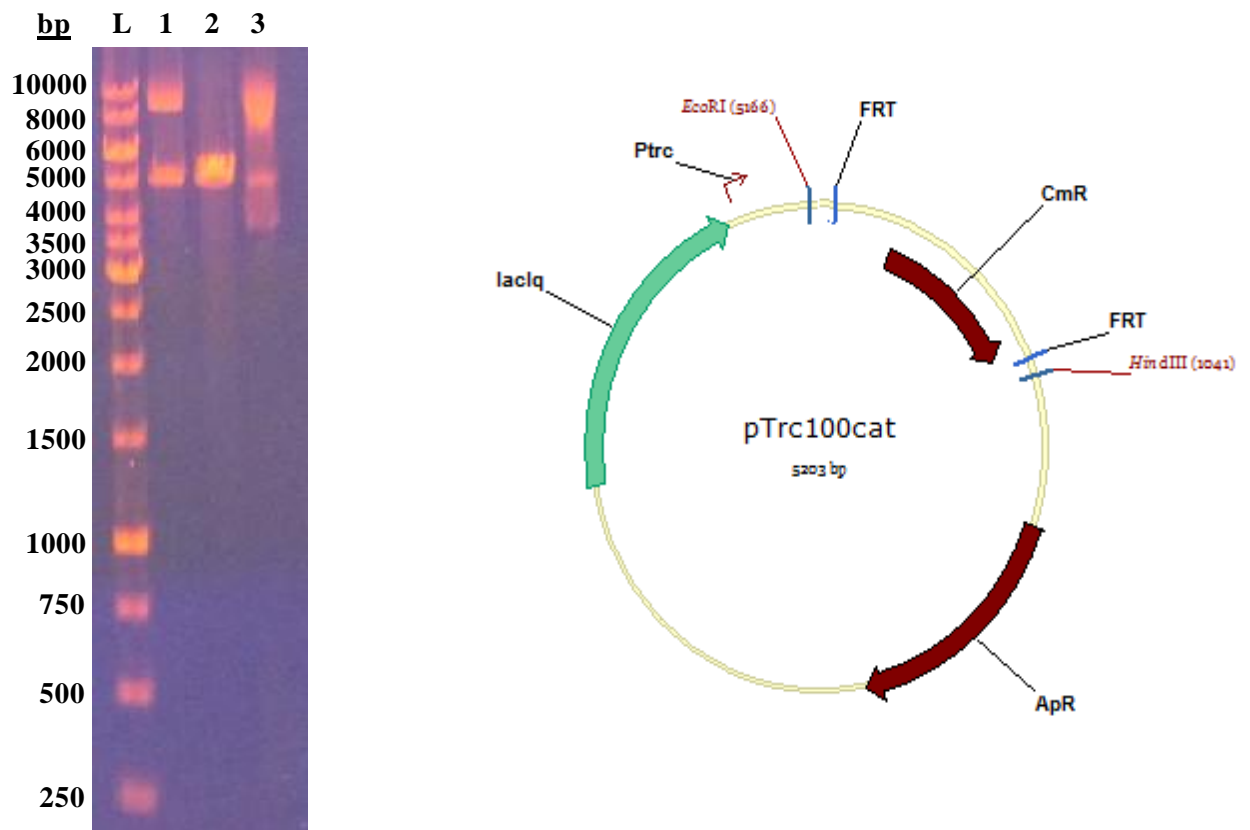 bp L 1 2 3
10000
8000
6000
5000
4000
3500
3000
2500
2000
1500
1000
750
500
250
EcoRI (5166)
FRT
Ptrc
CmR
lacIq
FRT
HindIII (1041)
pTrc100cat
5203 bp
ApR